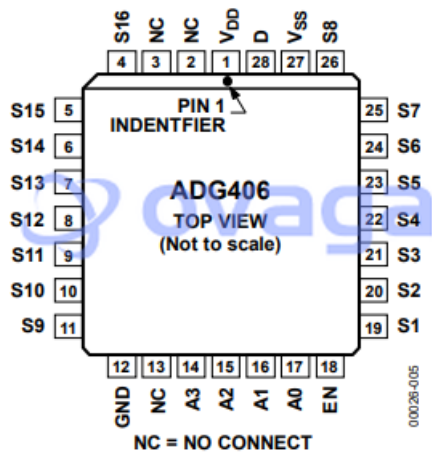 S16 NC NC VDD D VSS S8
4 3 2 1 28 27 26
PIN 1
INDENTFIER
S15 5
S14 6
S13 7
S12 8
S11 9
S10 10
S9 11
ADG406
TOP VIEW
(Not to scale)
ovaga
25 S7
24 S6
23 S5
22 S4
21 S3
20 S2
19 S1
12 13 14 15 16 17 18
GND NC A3 A2 A1 A0 EN
NC = NO CONNECT
00026-005